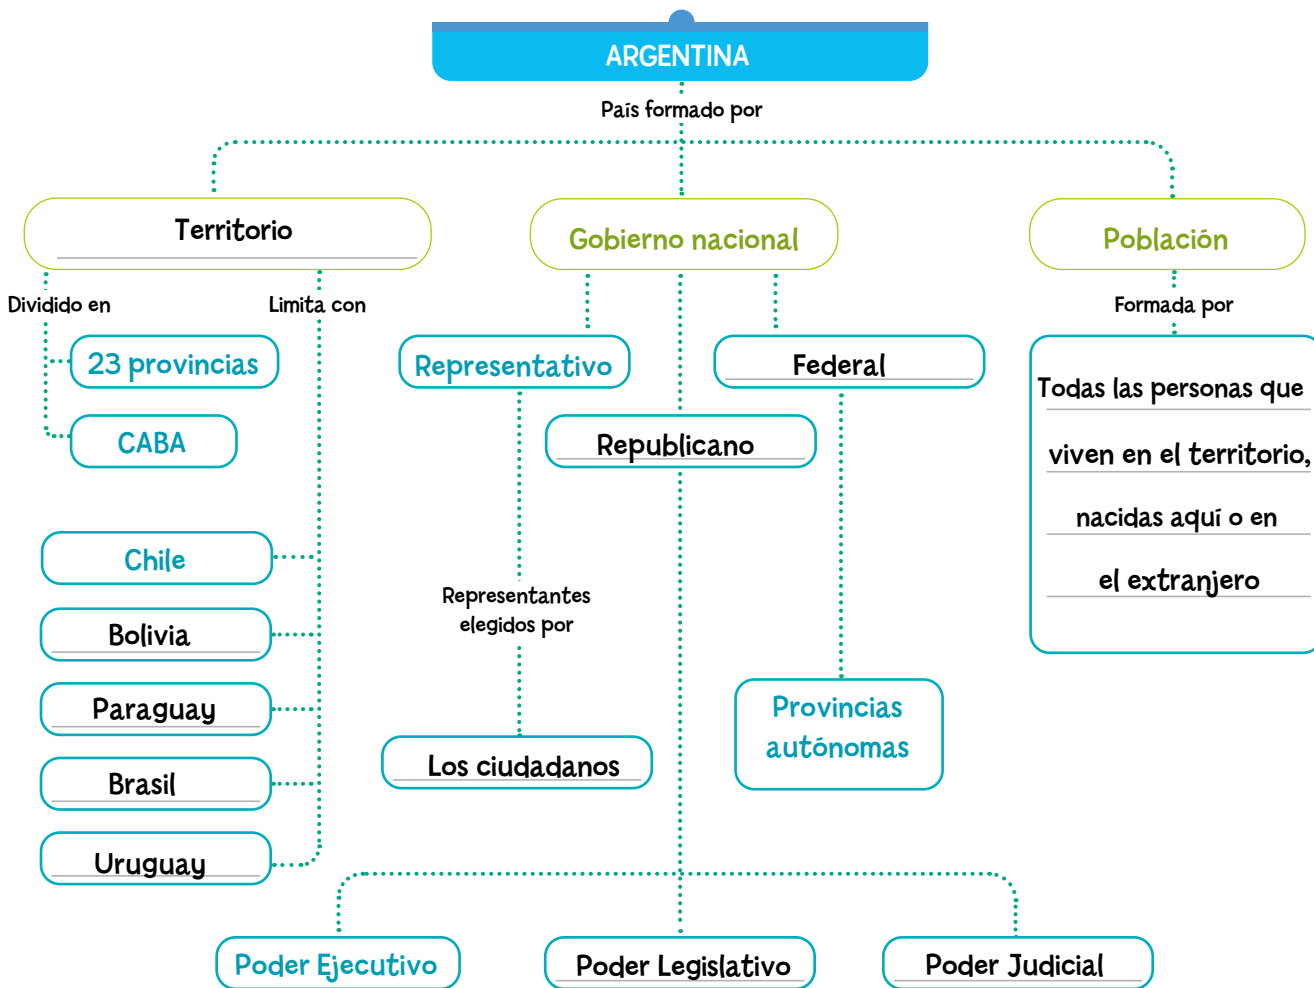 ARGENTINA
País formado por
Territorio
Gobierno nacional
Población
Dividido en
Limita con
Formada por
23 provincias
CABA
Chile
Bolivia
Paraguay
Brasil
Uruguay
Representativo
Federal
Republicano
Representantes
elegidos por
Los ciudadanos
Provincias
autónomas
Todas las personas que
viven en el territorio,
nacidas aquí o en
el extranjero
Poder Ejecutivo
Poder Legislativo
Poder Judicial